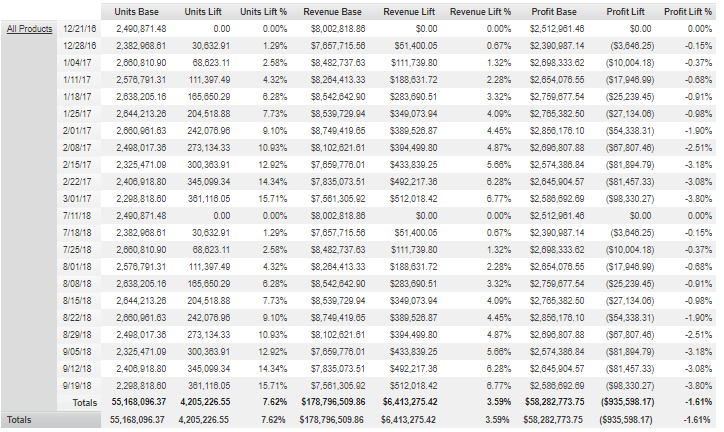 Units Base Units Lift Units Lift % Revenue Base Revenue Lift Revenue Lift % Profit Base Profit Lift Profit Lift %
All Products 12/21/16 2,490,871.48 0.00 0.00% $8,002,818.86 $0.00 0.00% $2,512,961.46 $0.00 0.00%
12/28/16 2,382,968.61 30,632.91 1.29% $7,657,715.56 $51,400.05 0.67% $2,390,987.14 ($3,646.25) -0.15%
1/04/17 2,660,810.90 68,623.11 2.58% $8,482,737.63 $111,739.80 1.32% $2,698,333.62 ($10,004.18) -0.37%
1/11/17 2,576,791.31 111,397.49 4.32% $8,264,413.33 $188,631.72 2.28% $2,654,076.55 ($17,946.99) -0.68%
1/18/17 2,638,205.16 165,650.29 6.28% $8,542,642.90 $283,690.51 3.32% $2,759,677.54 ($25,239.45) -0.91%
1/25/17 2,644,213.26 204,518.88 7.73% $8,539,729.94 $349,073.94 4.09% $2,765,382.50 ($27,134.06) -0.98%
2/01/17 2,660,961.63 242,076.96 9.10% $8,749,419.65 $389,526.87 4.45% $2,856,176.10 ($54,338.31) -1.90%
2/08/17 2,498,017.36 273,134.33 10.93% $8,102,621.61 $394,499.80 4.87% $2,696,807.88 ($67,807.46) -2.51%
2/15/17 2,325,471.09 300,363.91 12.92% $7,659,776.01 $433,839.25 5.66% $2,574,386.84 ($81,894.79) -3.18%
2/22/17 2,406,918.80 345,099.34 14.34% $7,835,073.51 $492,217.36 6.28% $2,645,904.57 ($81,457.33) -3.08%
3/01/17 2,298,818.60 361,116.05 15.71% $7,561,305.92 $512,018.42 6.77% $2,586,692.69 ($98,330.27) -3.80%
7/11/18 2,490,871.48 0.00 0.00% $8,002,818.86 $0.00 0.00% $2,512,961.46 $0.00 0.00%
7/18/18 2,382,968.61 30,632.91 1.29% $7,657,715.56 $51,400.05 0.67% $2,390,987.14 ($3,646.25) -0.15%
7/25/18 2,660,810.90 68,623.11 2.58% $8,482,737.63 $111,739.80 1.32% $2,698,333.62 ($10,004.18) -0.37%
8/01/18 2,576,791.31 111,397.49 4.32% $8,264,413.33 $188,631.72 2.28% $2,654,076.55 ($17,946.99) -0.68%
8/08/18 2,638,205.16 165,650.29 6.28% $8,542,642.90 $283,690.51 3.32% $2,759,677.54 ($25,239.45) -0.91%
8/15/18 2,644,213.26 204,518.88 7.73% $8,539,729.94 $349,073.94 4.09% $2,765,382.50 ($27,134.06) -0.98%
8/22/18 2,660,961.63 242,076.96 9.10% $8,749,419.65 $389,526.87 4.45% $2,856,176.10 ($54,338.31) -1.90%
8/29/18 2,498,017.36 273,134.33 10.93% $8,102,621.61 $394,499.80 4.87% $2,696,807.88 ($67,807.46) -2.51%
9/05/18 2,325,471.09 300,363.91 12.92% $7,659,776.01 $433,839.25 5.66% $2,574,386.84 ($81,894.79) -3.18%
9/12/18 2,406,918.80 345,099.34 14.34% $7,835,073.51 $492,217.36 6.28% $2,645,904.57 ($81,457.33) -3.08%
9/19/18 2,298,818.60 361,116.05 15.71% $7,561,305.92 $512,018.42 6.77% $2,586,692.69 ($98,330.27) -3.80%
Totals 55,168,096.37 4,205,226.55 7.62% $178,796,509.86 $6,413,275.42 3.59% $58,282,773.75 ($935,598.17) -1.61%
Totals 55,168,096.37 4,205,226.55 7.62% $178,796,509.86 $6,413,275.42 3.59% $58,282,773.75 ($935,598.17) -1.61%